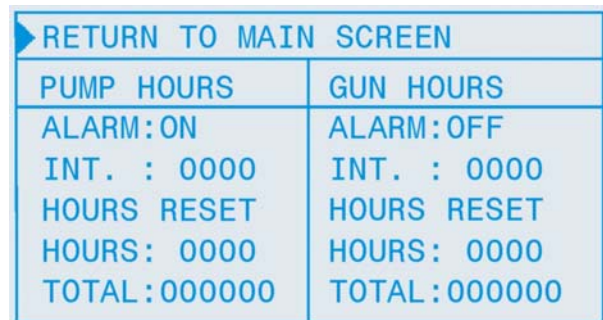 RETURN TO MAIN SCREEN
PUMP HOURS
ALARM:ON
INT. : 0000
HOURS RESET
HOURS: 0000
TOTAL:000000
GUN HOURS
ALARM:OFF
INT. : 0000
HOURS RESET
HOURS: 0000
TOTAL:000000